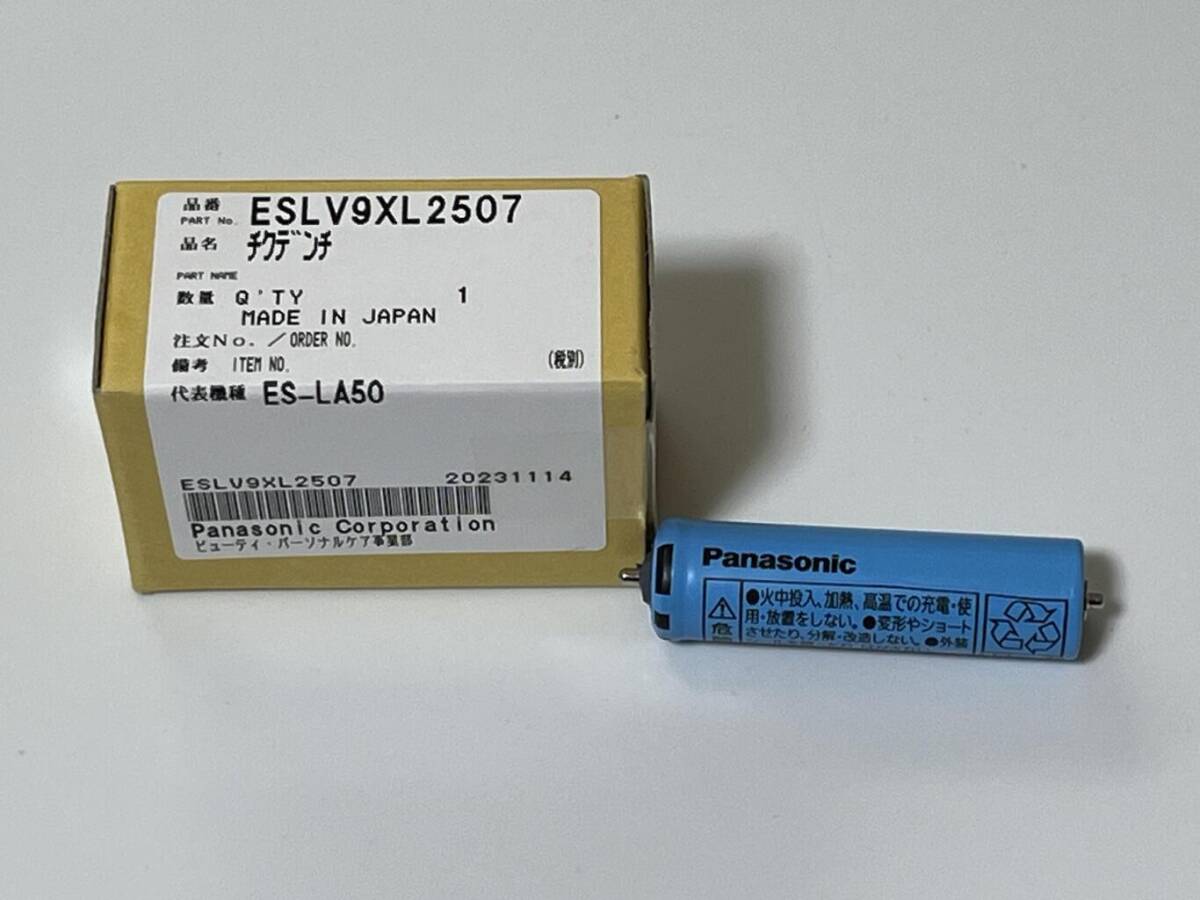 品番
PART No. ESLV9XL2507
品名 ﾁｸﾃﾞﾝﾁ
PART NAME
数量 Q'TY 1
MADE IN JAPAN
注文No.／ORDER NO.
備考 ITEM NO. (税別)
代表機種 ES-LA50
ESLV9XL2507 20231114
Panasonic Corporation
ビューティ・パーソナルケア事業部
Panasonic
●火中投入、加熱、高温での充電・使
用・放置をしない。●変形やショート
させたり、分解・改造しない。●外装
危